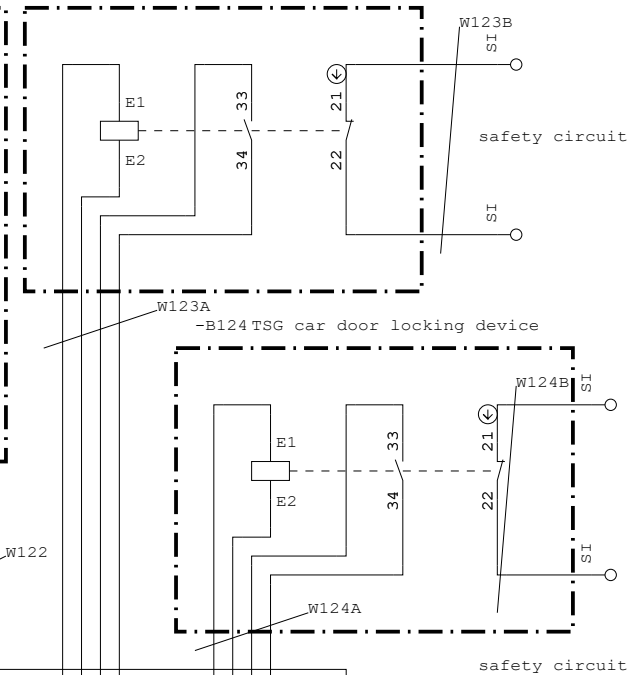 W123B
SI
E1
33
21
safety circuit
E2
34
22
SI
W123A
-B124 TSG car door locking device
W124B
SI
E1
33
21
E2
34
22
W122
SI
W124A
safety circuit